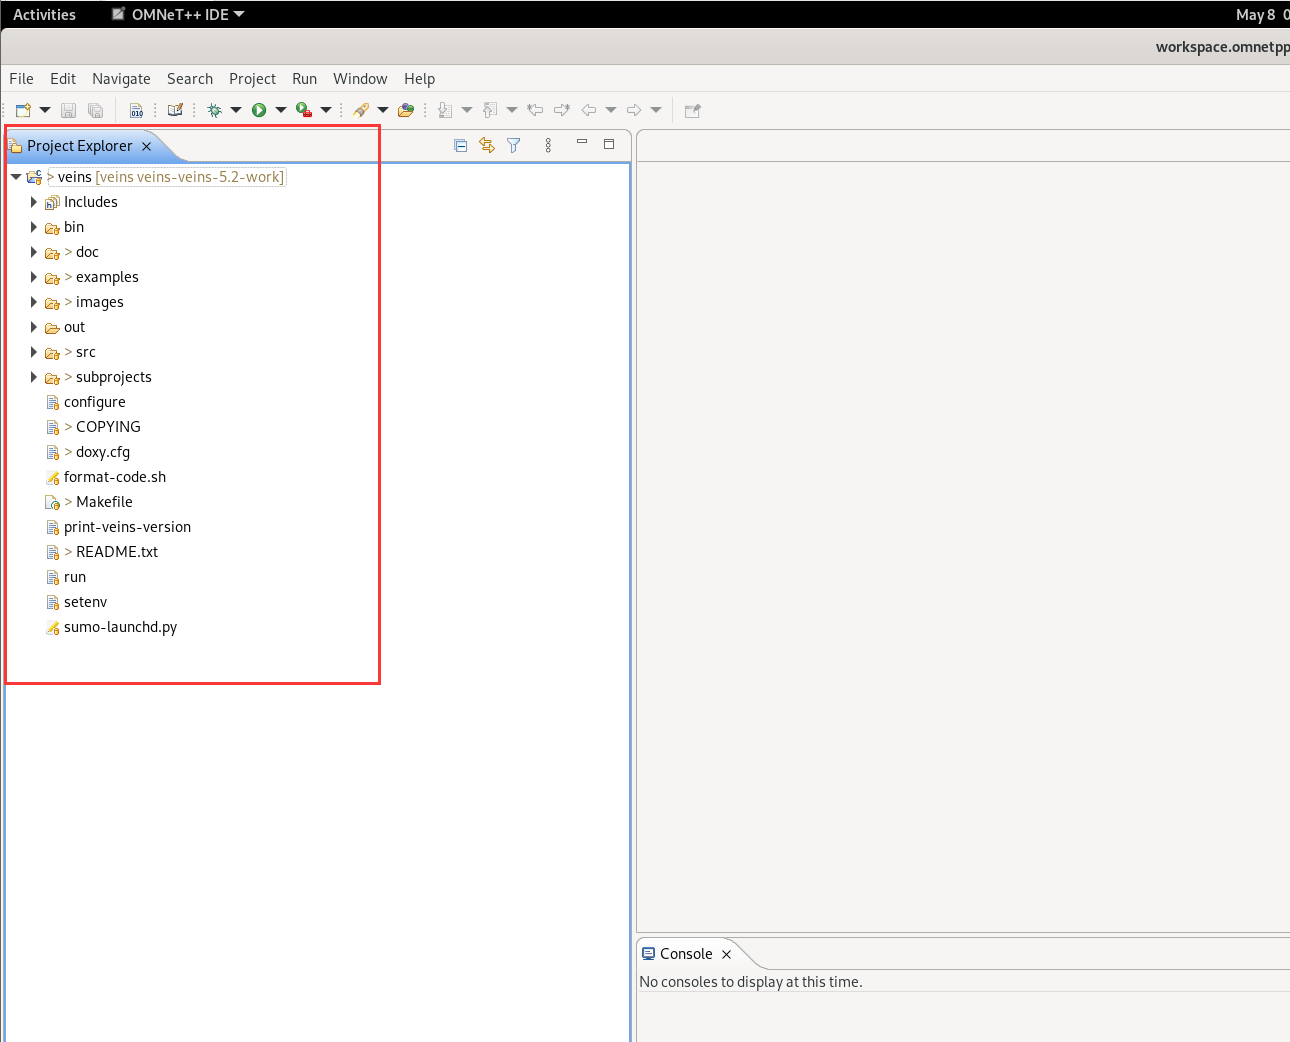 Activities OMNeT++ IDE May 8
workspace.omnetpp
File Edit Navigate Search Project Run Window Help
010
Project Explorer
> veins [veins veins-veins-5.2-work]
Includes
bin
> doc
> examples
> images
out
> src
> subprojects
configure
> COPYING
> doxy.cfg
format-code.sh
> Makefile
print-veins-version
> README.txt
run
setenv
sumo-launchd.py
Console
No consoles to display at this time.